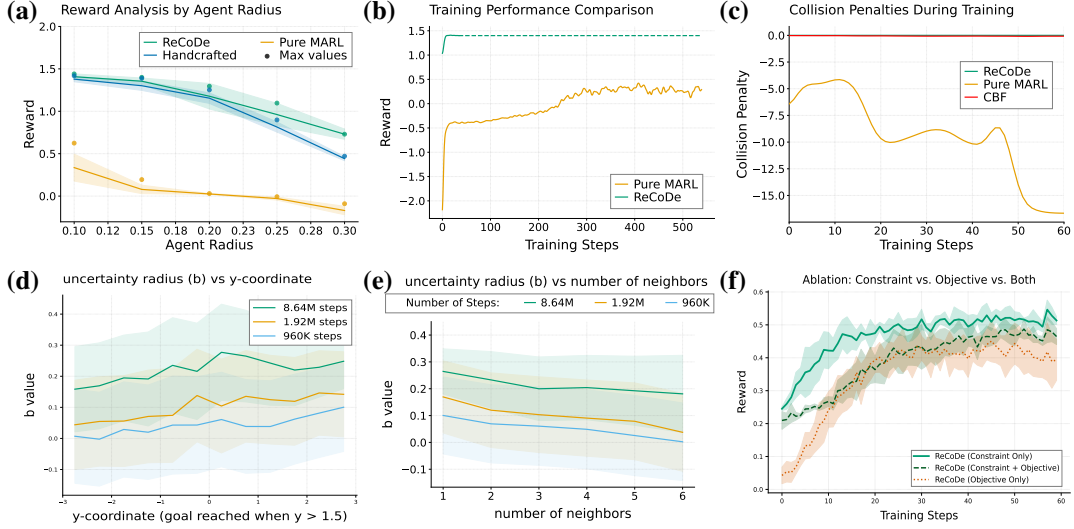 (a)
Reward Analysis by Agent Radius
2.0
1.5
1.0
0.5
0.0
Reward
ReCoDe
Handcrafted
Pure MARL
Max values
0.10
0.12
0.15
0.18
0.20
0.23
0.25
0.28
0.30
Agent Radius
(b)
Training Performance Comparison
1.5
1.0
0.5
0.0
−0.5
−1.0
−1.5
−2.0
Reward
Pure MARL
ReCoDe
0
100
200
300
400
500
Training Steps
(c)
Collision Penalties During Training
0.0
−2.5
−5.0
−7.5
−10.0
−12.5
−15.0
Collision Penalty
ReCoDe
Pure MARL
CBF
0
10
20
30
40
50
60
Training Steps
(d)
uncertainty radius (b) vs y-coordinate
0.4
0.3
0.2
0.1
0.0
−0.1
b value
8.64M steps
1.92M steps
960K steps
−3
−2
−1
0
1
2
3
y-coordinate (goal reached when y > 1.5)
(e)
uncertainty radius (b) vs number of neighbors
Number of Steps:
8.64M
1.92M
960K
0.4
0.3
0.2
0.1
0.0
−0.1
b value
1
2
3
4
5
6
number of neighbors
(f)
Ablation: Constraint vs. Objective vs. Both
0.6
0.5
0.4
0.3
0.2
0.1
0.0
Reward
ReCoDe (Constraint Only)
ReCoDe (Constraint + Objective)
ReCoDe (Objective Only)
0
10
20
30
40
50
60
Training Steps